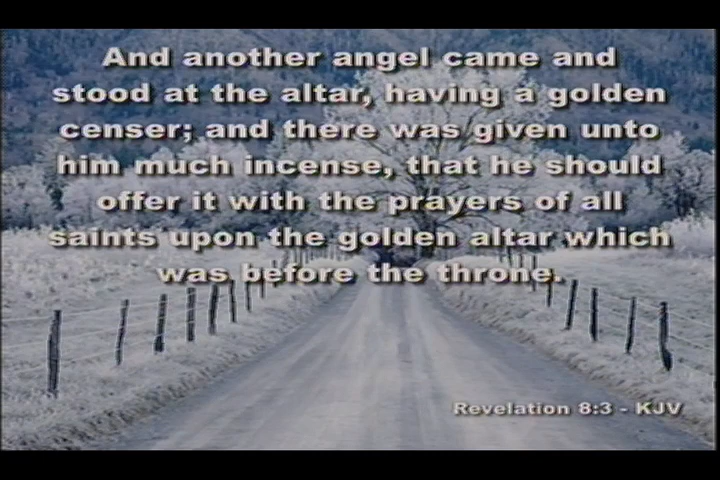 And another angel came and
stood at the altar, having a golden
censer; and there was given unto
him much incense, that he should
offer it with the prayers of all
saints upon the golden altar which
was before the throne.
Revelation 8:3 - KJV